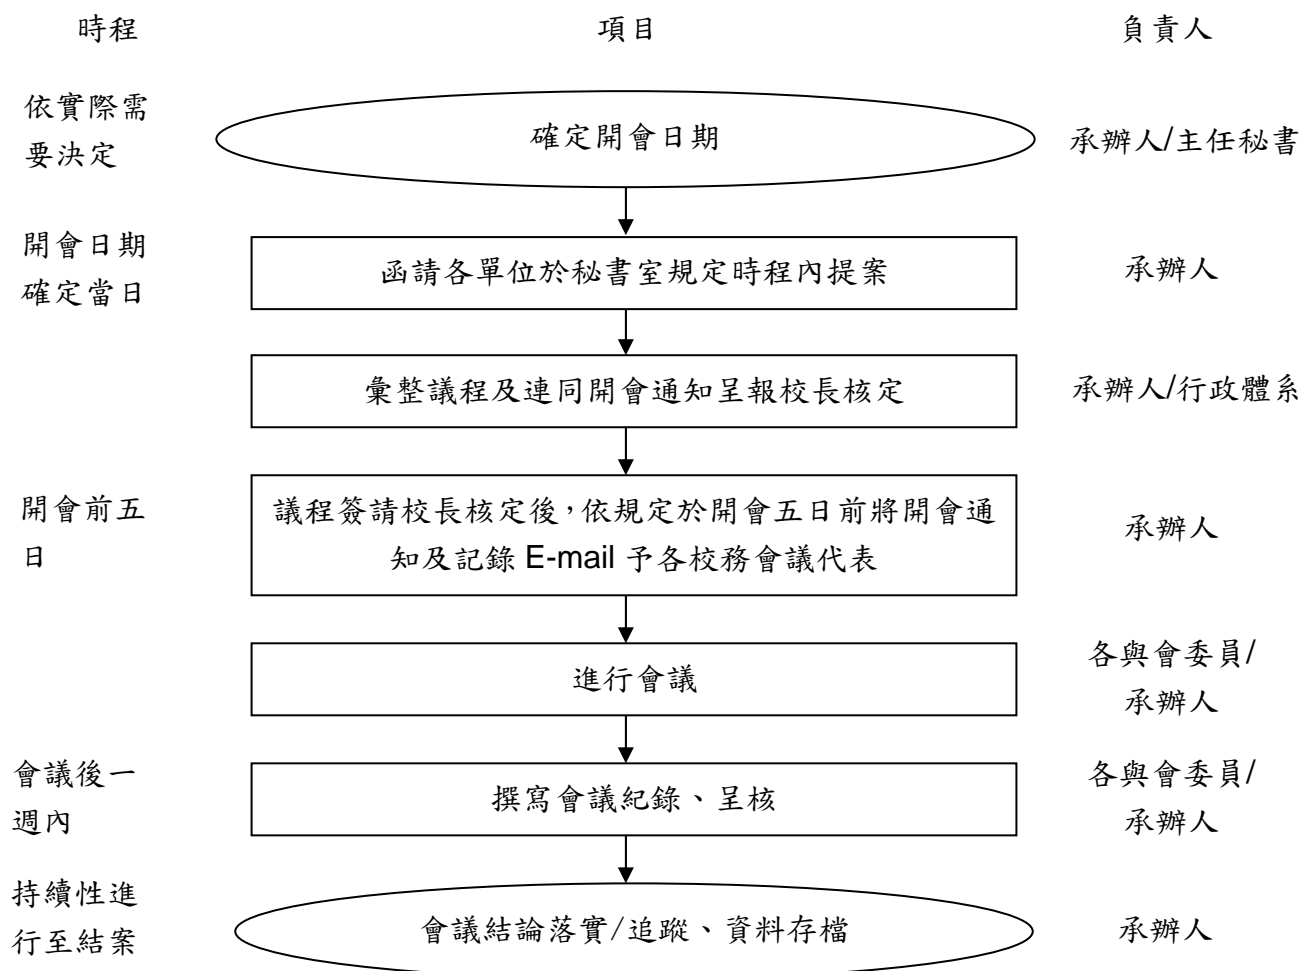 時程 項目 負責人
依實際需
要決定
確定開會日期
承辦人/主任秘書
開會日期
確定當日
函請各單位於秘書室規定時程內提案
承辦人
彙整議程及連同開會通知呈報校長核定
承辦人/行政體系
開會前五
日
議程簽請校長核定後，依規定於開會五日前將開會通
知及記錄 E-mail 予各校務會議代表
承辦人
進行會議
各與會委員/
承辦人
會議後一
週內
撰寫會議紀錄、呈核
各與會委員/
承辦人
持續性進
行至結案
會議結論落實/追蹤、資料存檔
承辦人